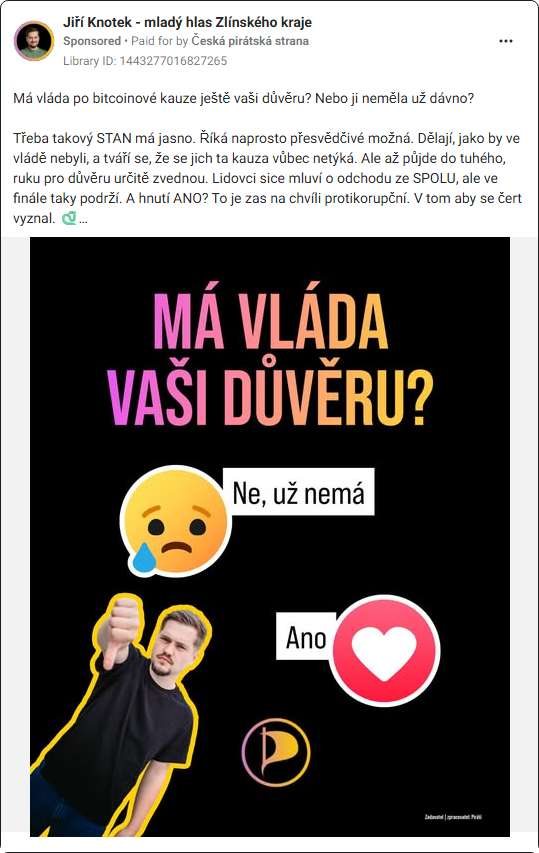 Jiří Knotek - mladý hlas Zlínského kraje
Sponsored • Paid for by Česká pirátská strana
Library ID: 1443277016827265
Má vláda po bitcoinové kauze ještě vaši důvěru? Nebo ji neměla už dávno?
Třeba takový STAN má jasno. Říká naprosto přesvědčivé možná. Dělají, jako by ve
vládě nebyli, a tváří se, že se jich ta kauza vůbec netýká. Ale až půjde do tuhého,
ruku pro důvěru určitě zvednou. Lidovci sice mluví o odchodu ze SPOLU, ale ve
finále taky podrží. A hnutí ANO? To je zas na chvíli protikorupční. V tom aby se čert
vyznal. ...
MÁ VLÁDA
VAŠI DŮVĚRU?
Ne, už nemá
Ano
Zadavatel | zpracovatel: Piráti